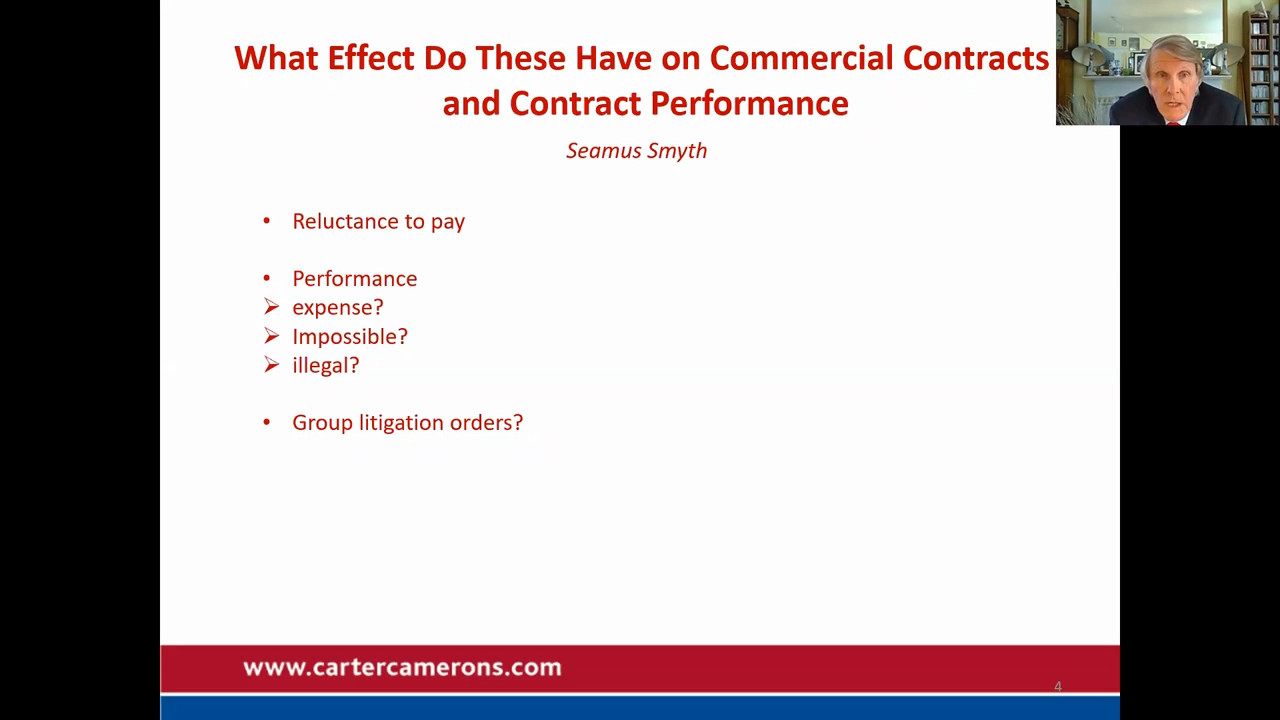 What Effect Do These Have on Commercial Contracts
and Contract Performance
Seamus Smyth
• Reluctance to pay
• Performance
➢ expense?
➢ Impossible?
➢ illegal?
• Group litigation orders?
www.cartercamerons.com
4